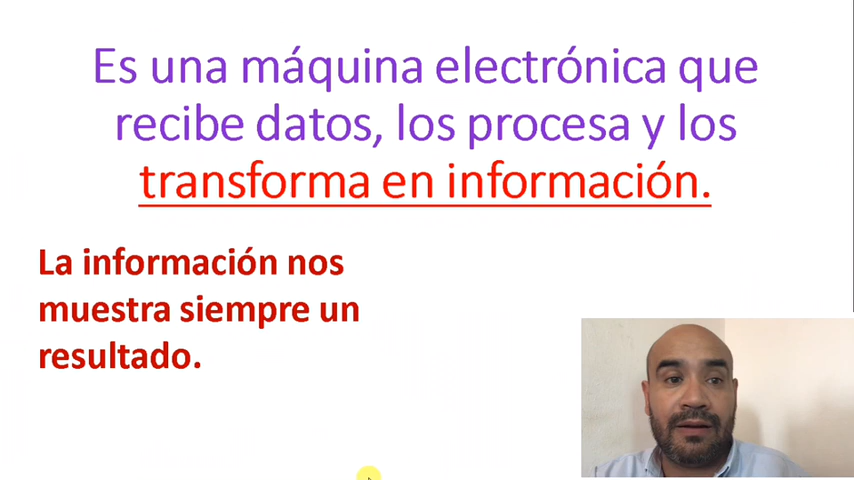 Es una máquina electrónica que
recibe datos, los procesa y los
transforma en información.
La información nos
muestra siempre un
resultado.